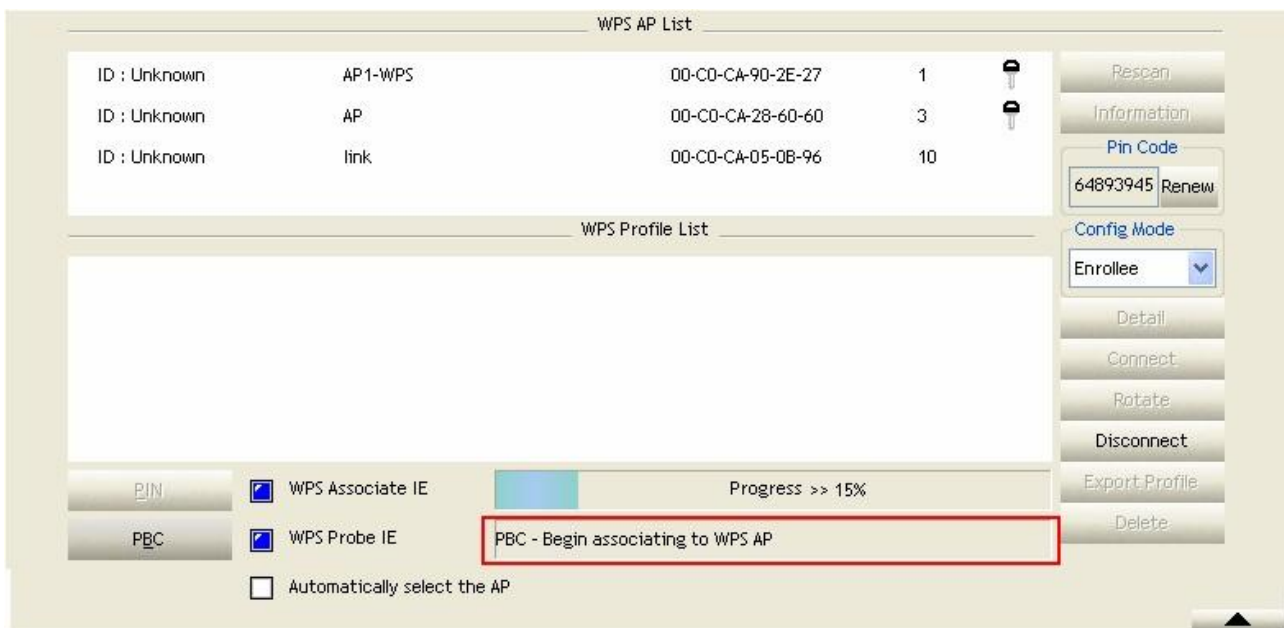 WPS AP List
ID : Unknown AP1-WPS 00-C0-CA-90-2E-27 1
ID : Unknown AP 00-C0-CA-28-60-60 3
ID : Unknown link 00-C0-CA-05-0B-96 10
Rescan
Information
Pin Code
64893945 Renew
WPS Profile List
Config Mode
Enrollee
Detail
Connect
Rotate
Disconnect
Export Profile
Delete
PIN WPS Associate IE Progress >> 15%
PBC WPS Probe IE PBC - Begin associating to WPS AP
Automatically select the AP